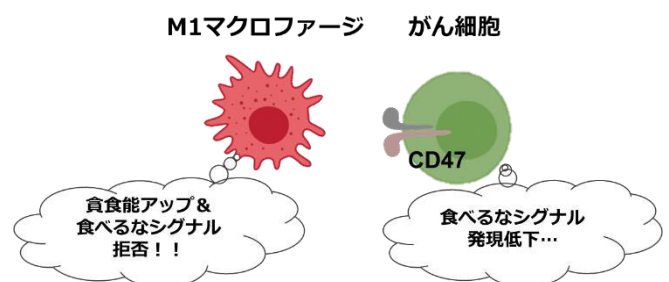 M1マクロファージ
がん細胞
CD47
貪食能アップ&
食べるなシグナル
拒否!!
食べるなシグナル
発現低下…